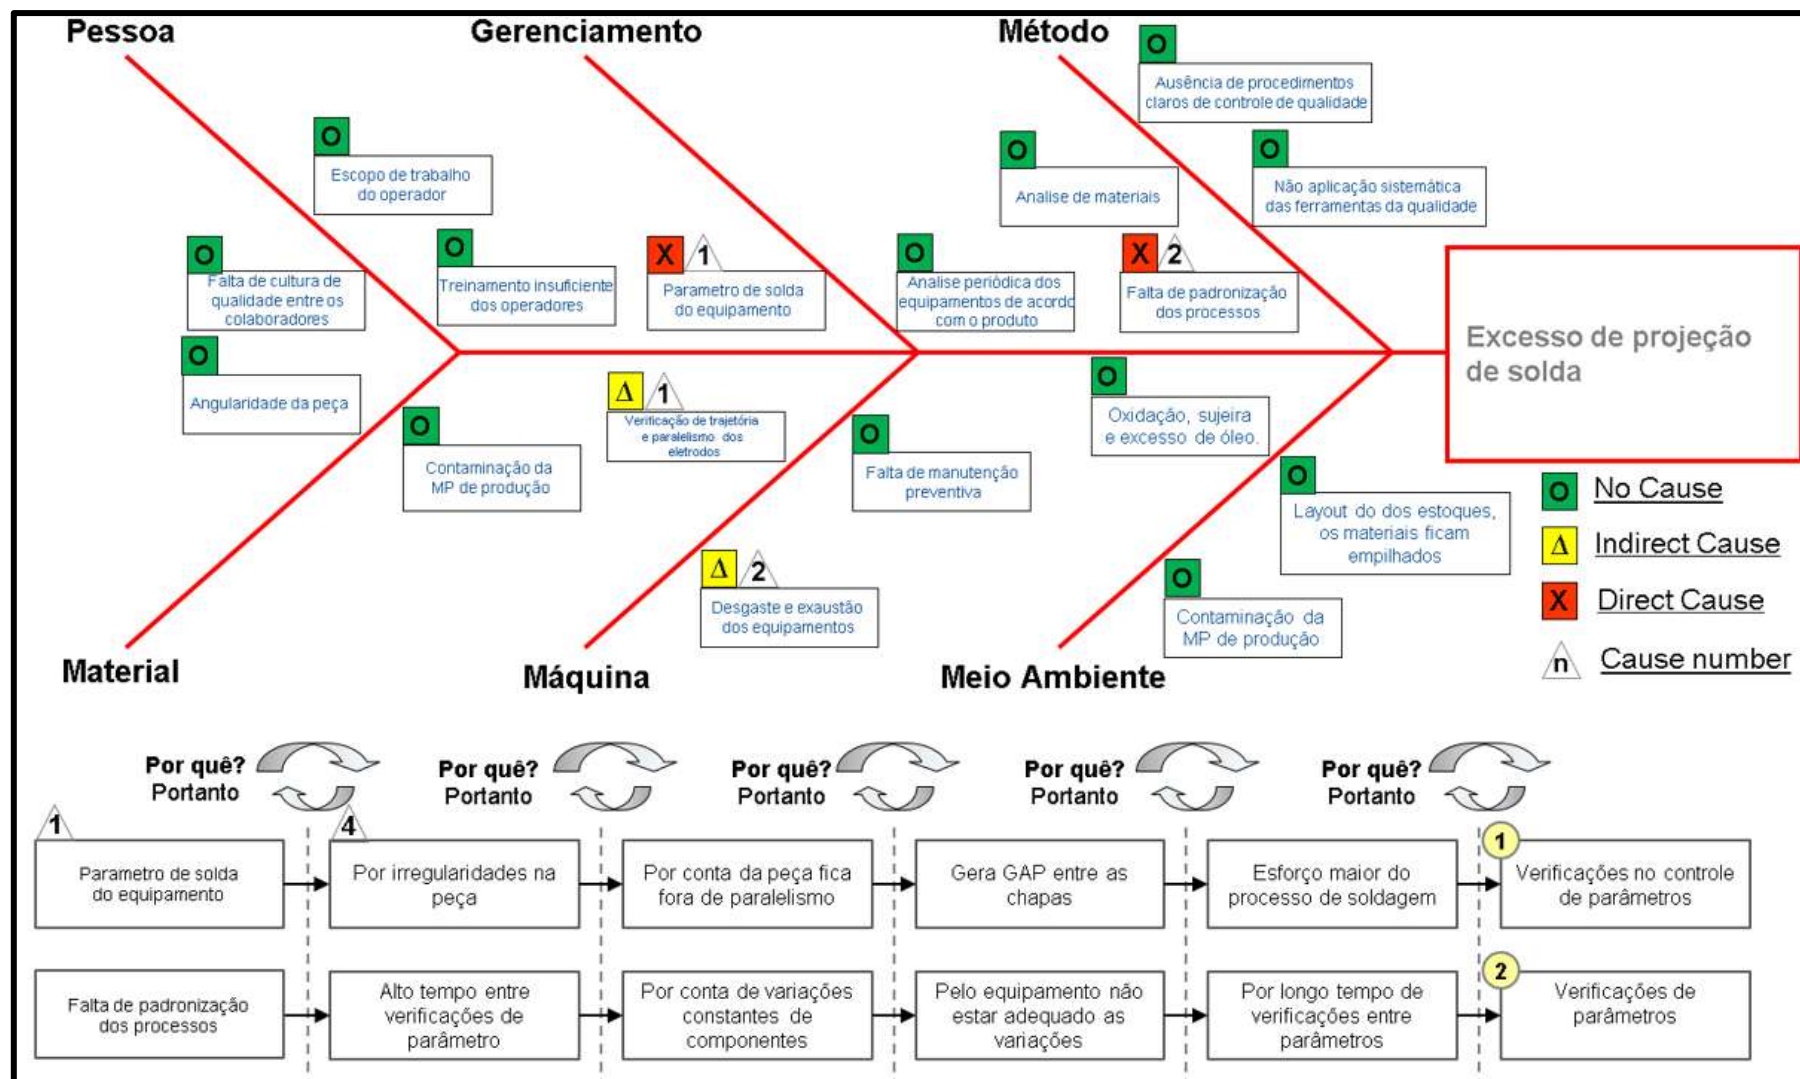 Pessoa
Gerenciamento
Método
O
Ausência de procedimentos
claros de controle de qualidade
O
Escopo de trabalho
do operador
O
Analise de materiais
O
Não aplicação sistemática
das ferramentas da qualidade
O
Falta de cultura de
qualidade entre os
colaboradores
O
Treinamento insuficiente
dos operadores
X 1
Parametro de solda
do equipamento
O
Analise periódica dos
equipamentos de acordo
com o produto
X 2
Falta de padronização
dos processos
Excesso de projeção
de solda
O
Angularidade da peça
O
Contaminação da
MP de produção
Δ 1
Verificação de trajetória
e paralelismo dos
eletrodos
O
Falta de manutenção
preventiva
O
Oxidação, sujeira
e excesso de óleo.
O
Layout do dos estoques,
os materiais ficam
empilhados
Δ 2
Desgaste e exaustão
dos equipamentos
O
Contaminação da
MP de produção
O No Cause
Δ Indirect Cause
X Direct Cause
n Cause number
Material
Máquina
Meio Ambiente
Por quê?
Portanto
Por quê?
Portanto
Por quê?
Portanto
Por quê?
Portanto
Por quê?
Portanto
1
Parametro de solda
do equipamento
4
Por irregularidades na
peça
Por conta da peça fica
fora de paralelismo
Gera GAP entre as
chapas
Esforço maior do
processo de soldagem
1
Verificações no controle
de parâmetros
Falta de padronização
dos processos
Alto tempo entre
verificações de
parâmetro
Por conta de variações
constantes de
componentes
Pelo equipamento não
estar adequado as
variações
Por longo tempo de
verificações entre
parâmetros
2
Verificações de
parâmetros